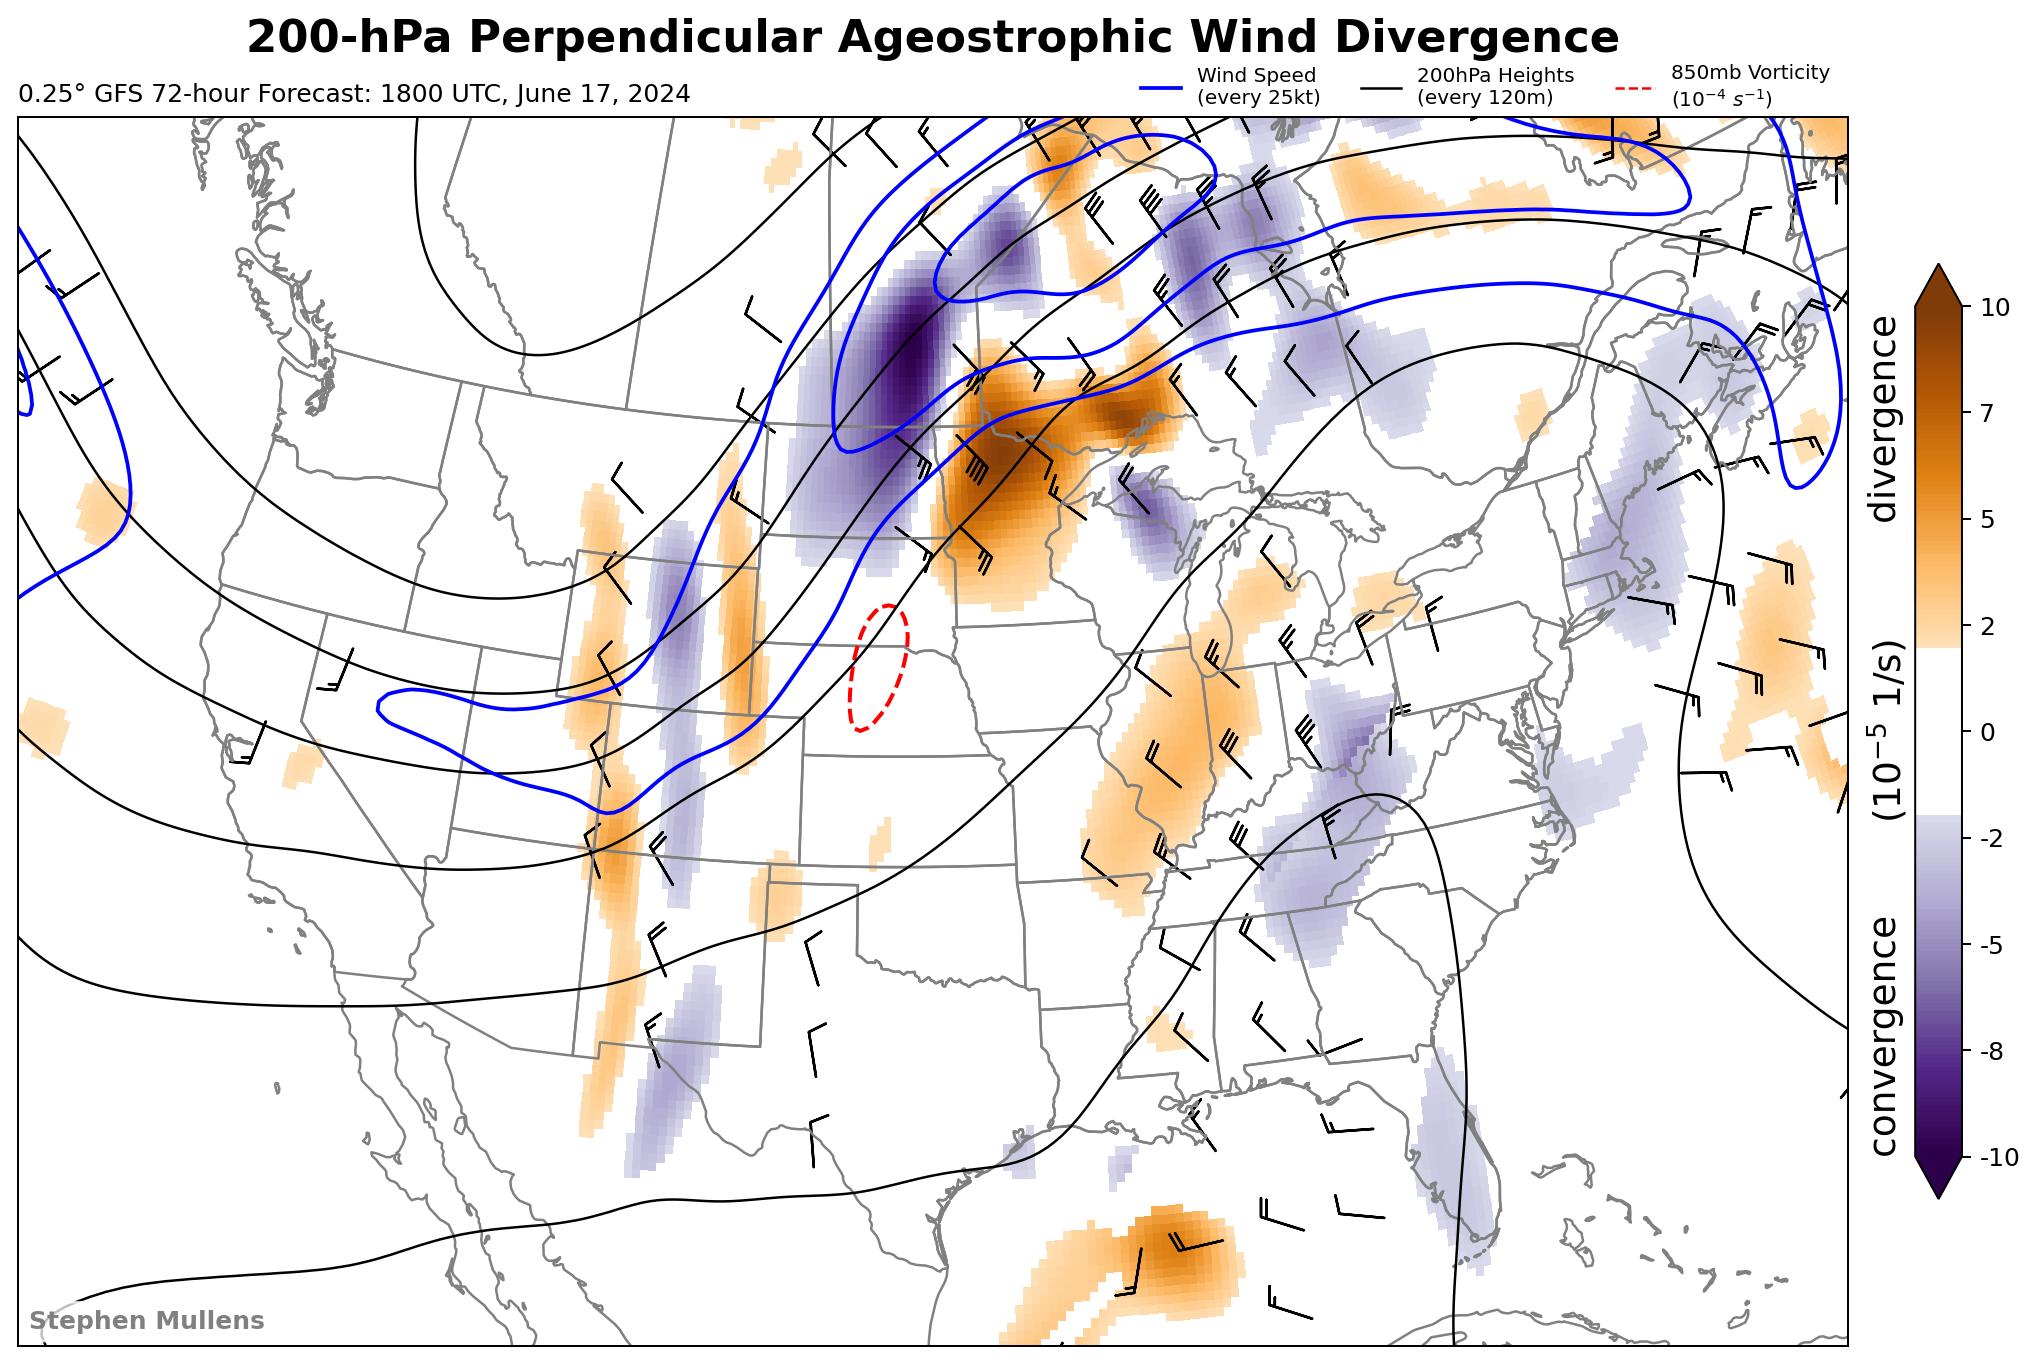 200-hPa Perpendicular Ageostrophic Wind Divergence
0.25° GFS 72-hour Forecast: 1800 UTC, June 17, 2024
Wind Speed
(every 25kt)
200hPa Heights
(every 120m)
850mb Vorticity
(10⁻⁴ s⁻¹)
10
7
5
2
0
-2
-5
-8
-10
convergence (10⁻⁵ 1/s) divergence
Stephen Mullens